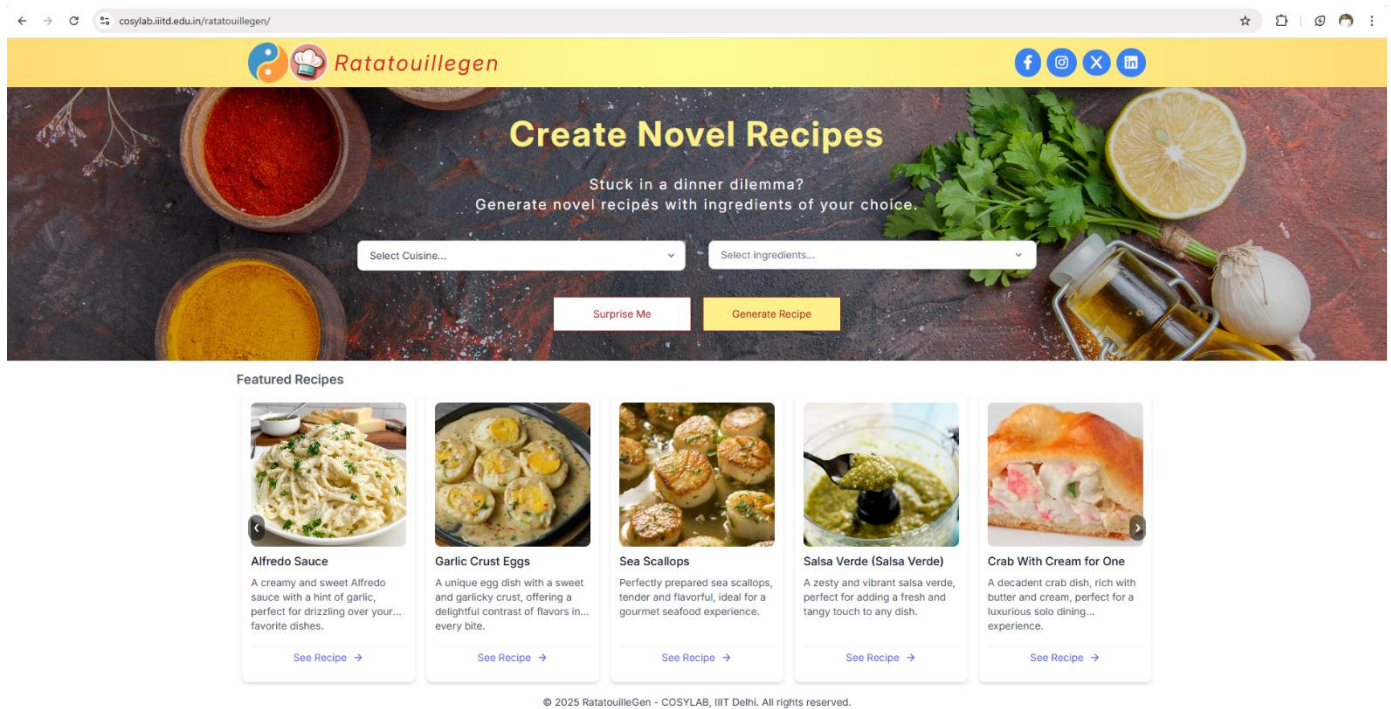 cosylab.iiitd.edu.in/ratatouillegen/
Ratatouillegen
Create Novel Recipes
Stuck in a dinner dilemma?
Generate novel recipes with ingredients of your choice.
Select Cuisine...
Select ingredients...
Surprise Me
Generate Recipe
Featured Recipes
Alfredo Sauce
A creamy and sweet Alfredo
sauce with a hint of garlic,
perfect for drizzling over your...
favorite dishes.
See Recipe →
Garlic Crust Eggs
A unique egg dish with a sweet
and garlicky crust, offering a
delightful contrast of flavors in...
every bite.
See Recipe →
Sea Scallops
Perfectly prepared sea scallops,
tender and flavorful, ideal for a
gourmet seafood experience.
See Recipe →
Salsa Verde (Salsa Verde)
A zesty and vibrant salsa verde,
perfect for adding a fresh and
tangy touch to any dish.
See Recipe →
Crab With Cream for One
A decadent crab dish, rich with
butter and cream, perfect for a
luxurious solo dining...
experience.
See Recipe →
© 2025 RatatouilleGen - COSYLAB, IIIT Delhi. All rights reserved.